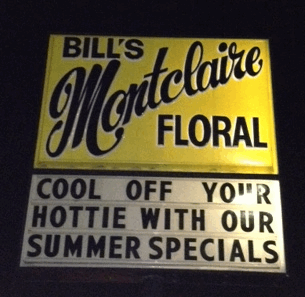 BILL'S
Montclaire
FLORAL
COOL OFF YOUR
HOTTIE WITH OUR
SUMMER SPECIALS